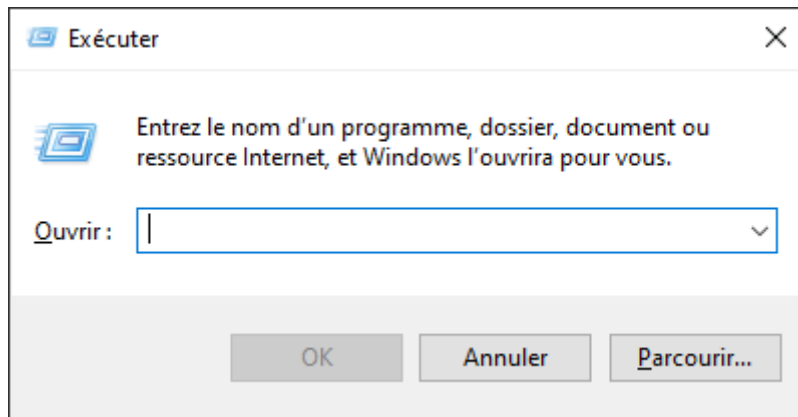 Exécuter
Entrez le nom d’un programme, dossier, document ou
ressource Internet, et Windows l’ouvrira pour vous.
Ouvrir :
OK Annuler Parcourir...